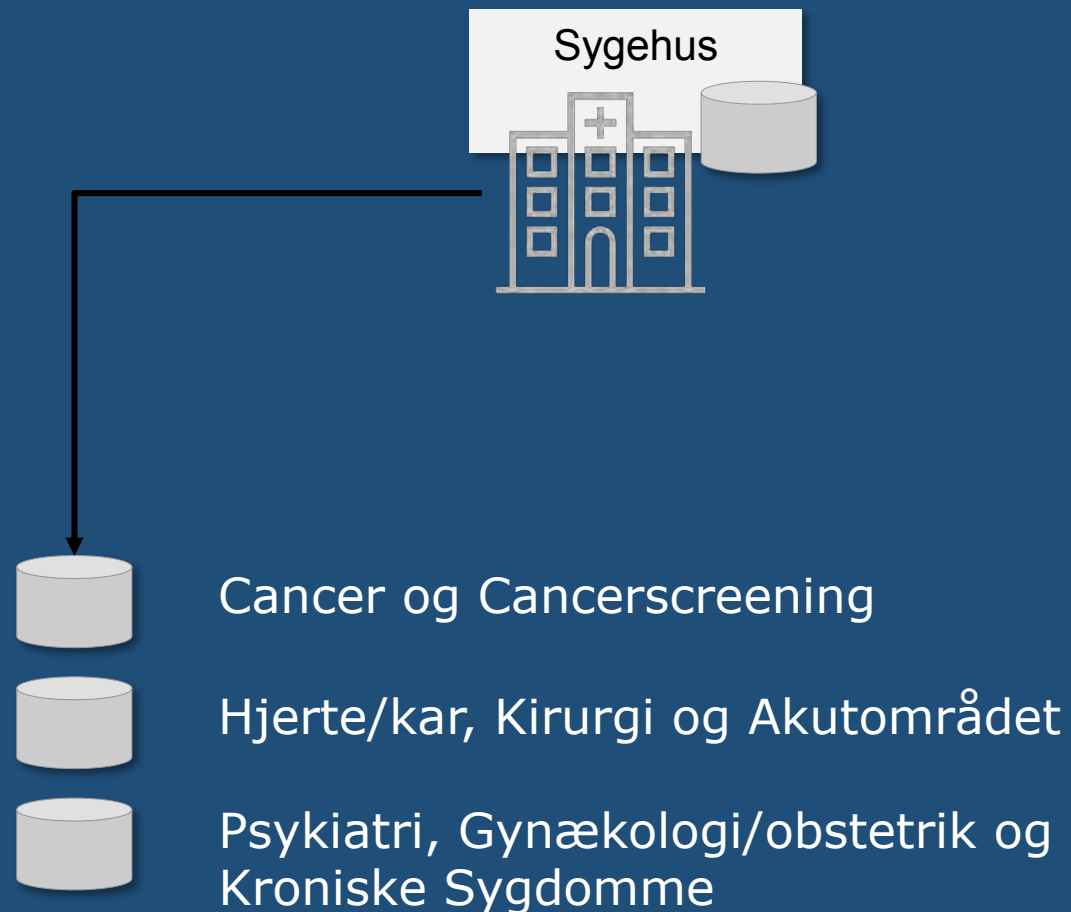 Sygehus
Cancer og Cancerscreening
Hjerte/kar, Kirurgi og Akutområdet
Psykiatri, Gynækologi/obstetrik og
Kroniske Sygdomme